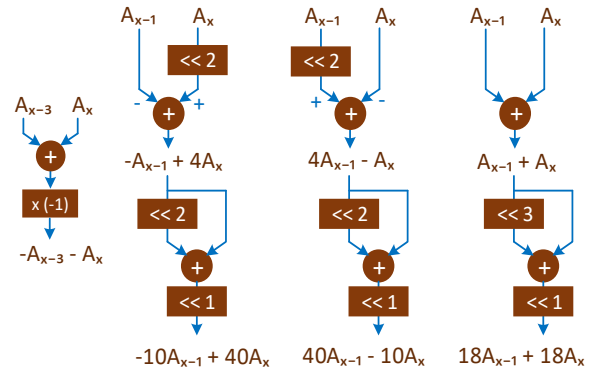 Aₓ₋₃ Aₓ
+
x (-1)
-Aₓ₋₃ - Aₓ
Aₓ₋₁ Aₓ
<< 2
- + +
-Aₓ₋₁ + 4Aₓ
<< 2
+
<< 1
-10Aₓ₋₁ + 40Aₓ
Aₓ₋₁ Aₓ
<< 2
+ + -
4Aₓ₋₁ - Aₓ
<< 2
+
<< 1
40Aₓ₋₁ - 10Aₓ
Aₓ₋₁ Aₓ
+
Aₓ₋₁ + Aₓ
<< 3
+
<< 1
18Aₓ₋₁ + 18Aₓ